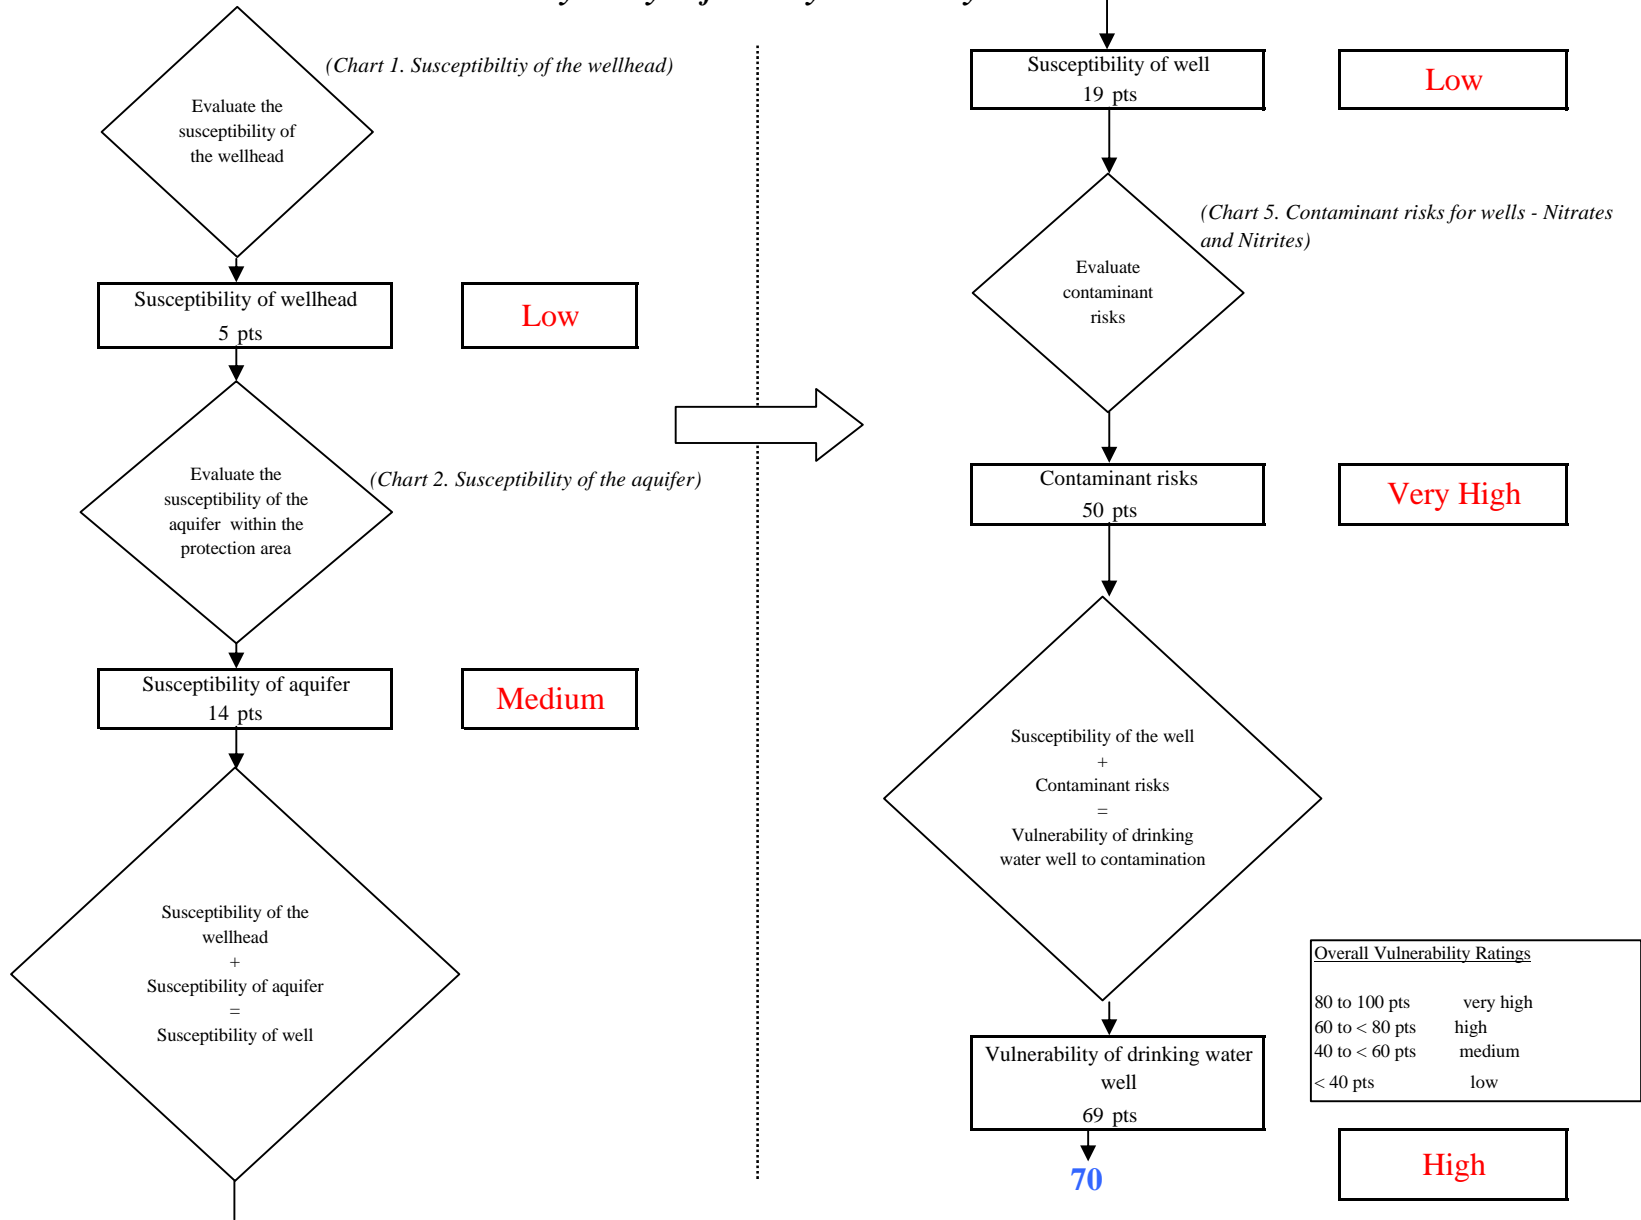 (Chart 1. Susceptibiltiy of the wellhead)
Evaluate the
susceptibility of
the wellhead
Susceptibility of wellhead
5 pts
Low
Evaluate the
susceptibility of the
aquifer within the
protection area
(Chart 2. Susceptibility of the aquifer)
Susceptibility of aquifer
14 pts
Medium
Susceptibility of the
wellhead
+
Susceptibility of aquifer
=
Susceptibility of well
Susceptibility of well
19 pts
Low
(Chart 5. Contaminant risks for wells - Nitrates
and Nitrites)
Evaluate
contaminant
risks
Contaminant risks
50 pts
Very High
Susceptibility of the well
+
Contaminant risks
=
Vulnerability of drinking
water well to contamination
Overall Vulnerability Ratings
80 to 100 pts very high
60 to < 80 pts high
40 to < 60 pts medium
< 40 pts low
Vulnerability of drinking water
well
69 pts
70
High